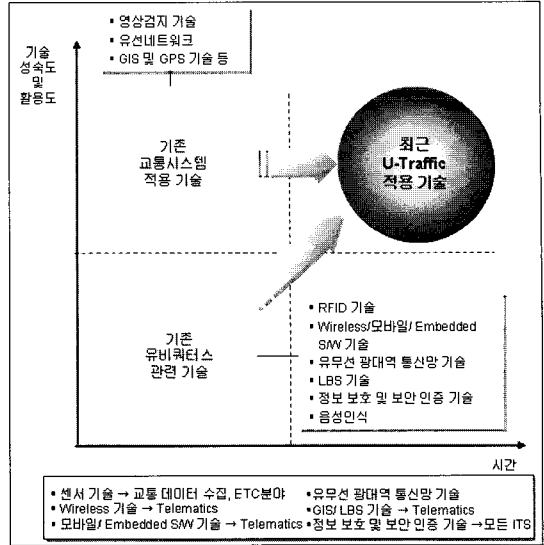 ▪ 영상검지 기술
▪ 유선네트워크
▪ GIS 및 GPS 기술 등
기술
성숙도
및
활용도
기존
교통시스템
적용 기술
최근
U-Traffic
적용 기술
기존
유비쿼터스
관련 기술
▪ RFID 기술
▪ Wireless/모바일/ Embedded
S/W 기술
▪ 유무선 광대역 통신망 기술
▪ LBS 기술
▪ 정보 보호 및 보안 인증 기술
▪ 음성인식
시간
▪ 센서 기술 → 교통 데이터 수집, ETC분야
▪ Wireless 기술 → Telematics
▪ 모바일/ Embedded S/W 기술 → Telematics
▪ 유무선 광대역 통신망 기술
▪ GIS/ LBS 기술 → Telematics
▪ 정보 보호 및 보안 인증 기술 → 모든 ITS